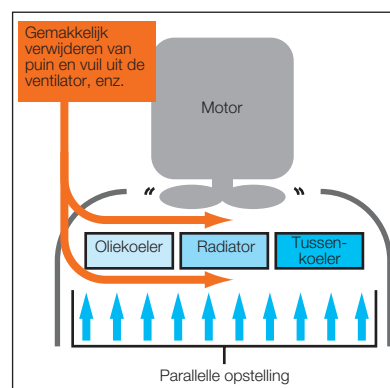 Gemakkelijk
verwijderen van
puin en vuil uit de
ventilator, enz.
Motor
Oliekoeler
Radiator
Tussen-
koeler
Parallelle opstelling